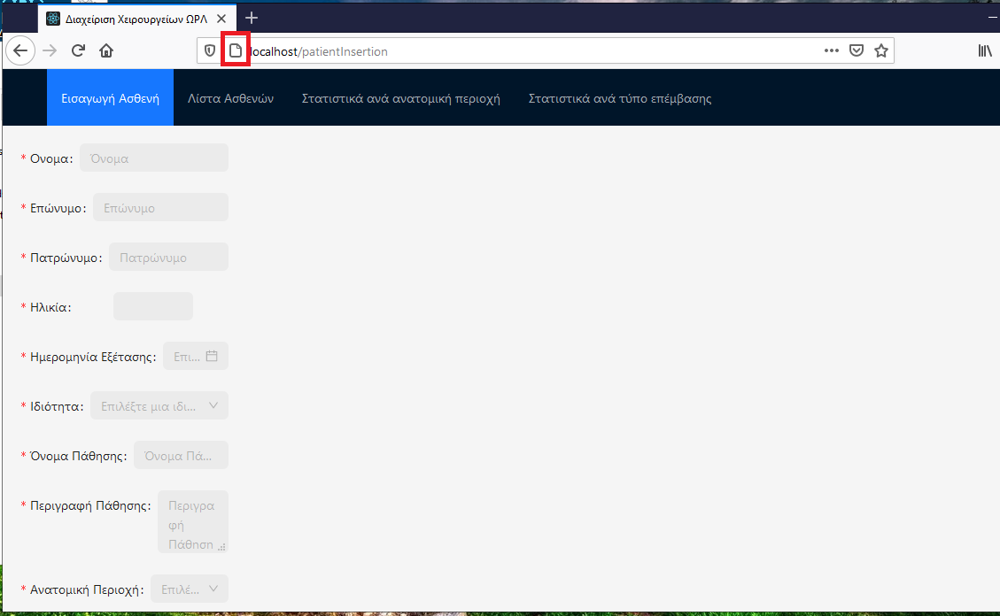 Διαχείριση Χειρουργείων ΩΡΛ
localhost/patientInsertion
Εισαγωγή Ασθενή
Λίστα Ασθενών
Στατιστικά ανά ανατομική περιοχή
Στατιστικά ανά τύπο επέμβασης
* Ονομα: Όνομα
* Επώνυμο: Επώνυμο
* Πατρώνυμο: Πατρώνυμο
* Ηλικία:
* Ημερομηνία Εξέτασης: Επι...
* Ιδιότητα: Επιλέξτε μια ιδι...
* Όνομα Πάθησης: Όνομα Πά...
* Περιγραφή Πάθησης: Περιγρα
φή
Πάθηση
* Ανατομική Περιοχή: Επιλέ...